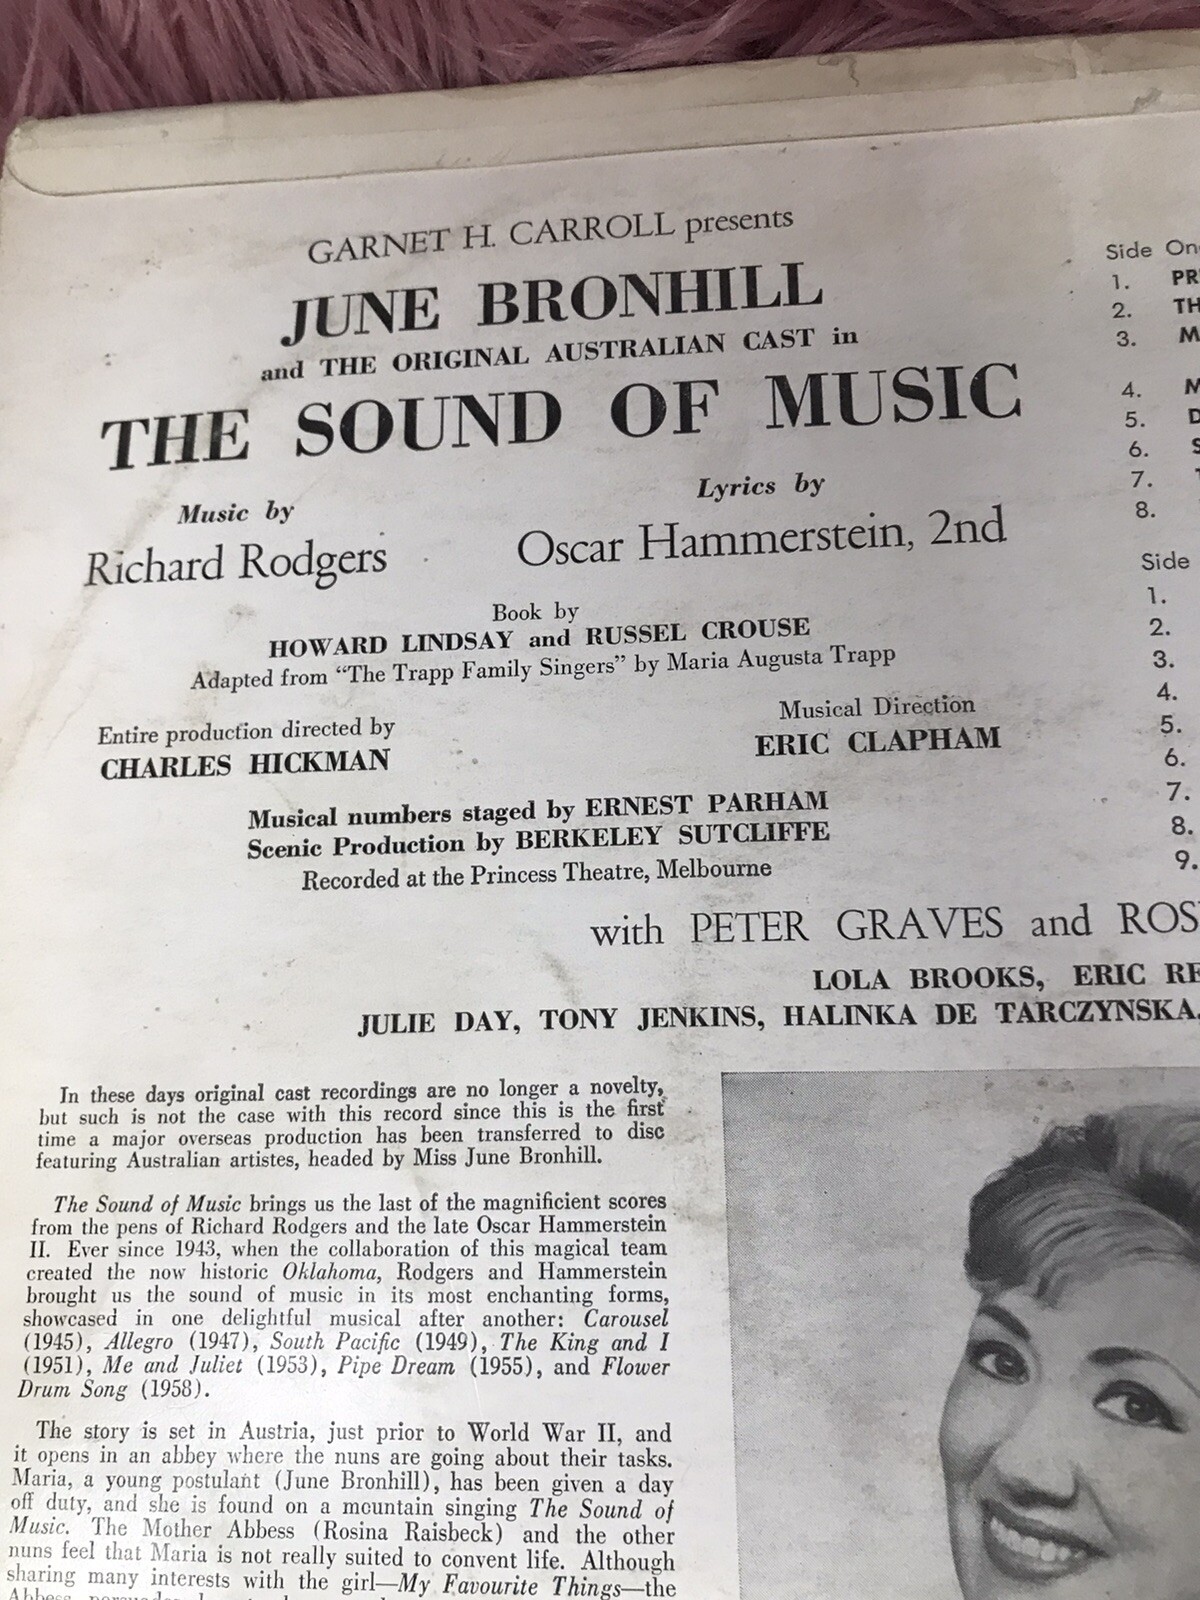 GARNET H. CARROLL presents
JUNE BRONHILL
and THE ORIGINAL AUSTRALIAN CAST in
THE SOUND OF MUSIC
Music by
Richard Rodgers
Lyrics by
Oscar Hammerstein, 2nd
Book by
HOWARD LINDSAY and RUSSEL CROUSE
Adapted from "The Trapp Family Singers" by Maria Augusta Trapp
Entire production directed by
CHARLES HICKMAN
Musical Direction
ERIC CLAPHAM
Musical numbers staged by ERNEST PARHAM
Scenic Production by BERKELEY SUTCLIFFE
Recorded at the Princess Theatre, Melbourne
with PETER GRAVES and ROS
LOLA BROOKS, ERIC RE
JULIE DAY, TONY JENKINS, HALINKA DE TARCZYNSKA,
Side On
1. PR
2. TH
3. M
4. M
5. D
6. S
7.
8.
Side
1.
2.
3.
4.
5.
6.
7.
8.
9.
In these days original cast recordings are no longer a novelty,
but such is not the case with this record since this is the first
time a major overseas production has been transferred to disc
featuring Australian artistes, headed by Miss June Bronhill.
The Sound of Music brings us the last of the magnificient scores
from the pens of Richard Rodgers and the late Oscar Hammerstein
II. Ever since 1943, when the collaboration of this magical team
created the now historic Oklahoma, Rodgers and Hammerstein
brought us the sound of music in its most enchanting forms,
showcased in one delightful musical after another: Carousel
(1945), Allegro (1947), South Pacific (1949), The King and I
(1951), Me and Juliet (1953), Pipe Dream (1955), and Flower
Drum Song (1958).
The story is set in Austria, just prior to World War II, and
it opens in an abbey where the nuns are going about their tasks.
Maria, a young postulant (June Bronhill), has been given a day
off duty, and she is found on a mountain singing The Sound of
Music. The Mother Abbess (Rosina Raisbeck) and the other
nuns feel that Maria is not really suited to convent life. Although
sharing many interests with the girl—My Favourite Things—the